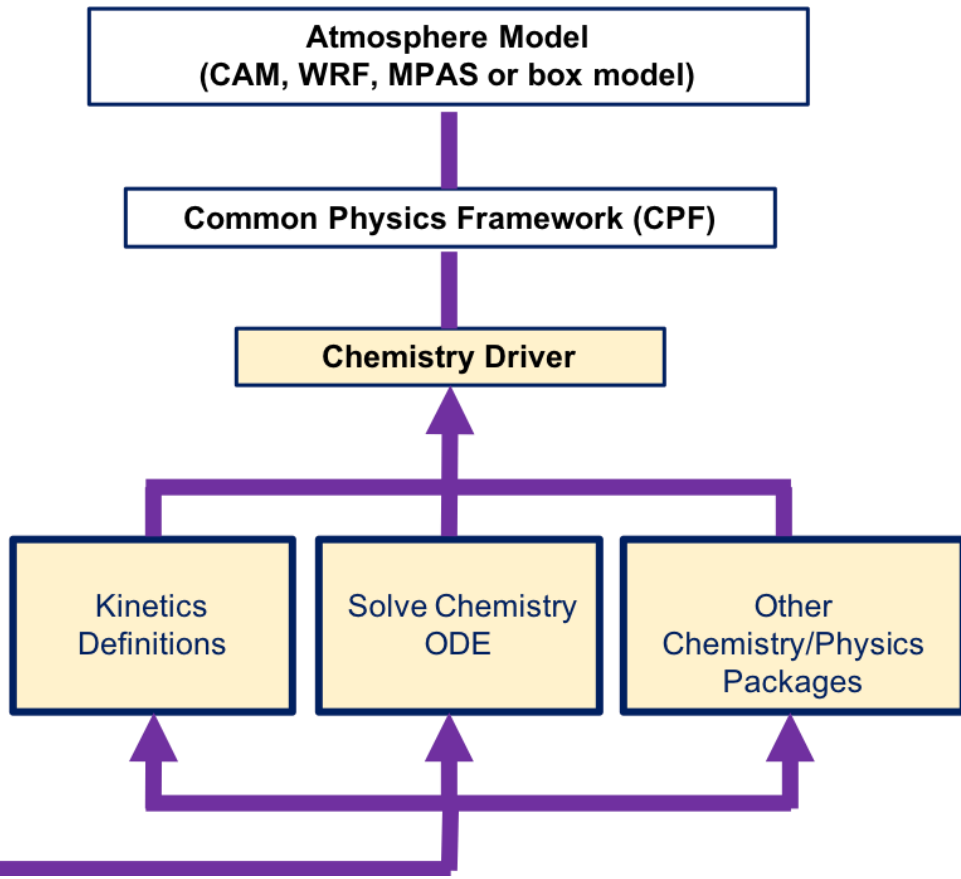 Atmosphere Model
(CAM, WRF, MPAS or box model)
Common Physics Framework (CPF)
Chemistry Driver
Kinetics
Definitions
Solve Chemistry
ODE
Other
Chemistry/Physics
Packages